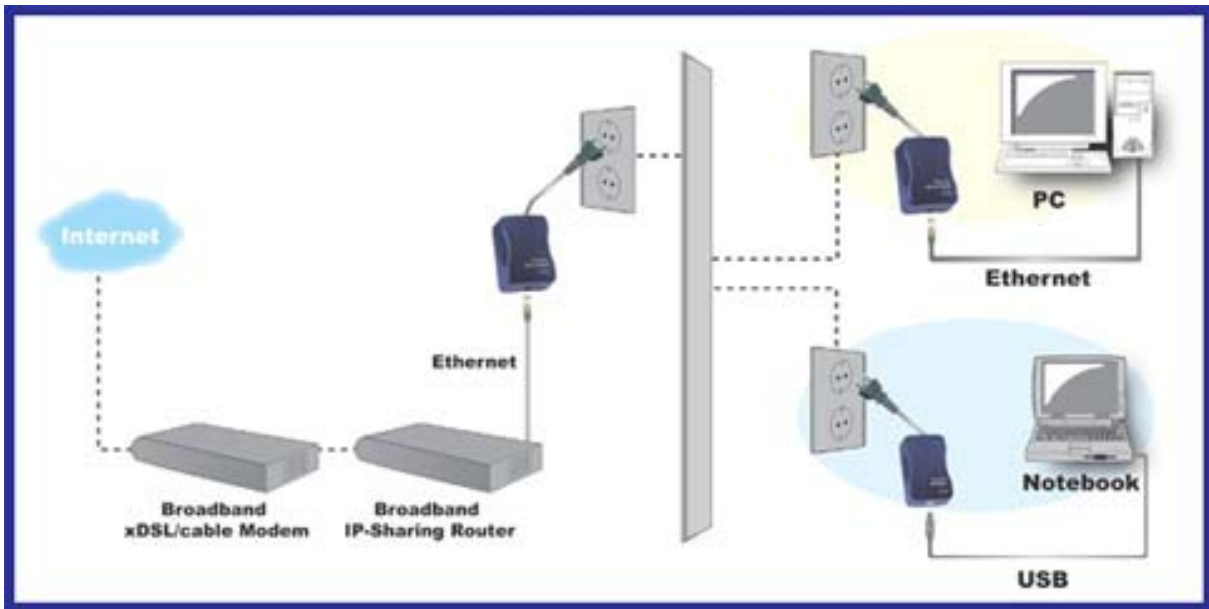 Internet
Ethernet
Broadband
xDSL/cable Modem
Broadband
IP-Sharing Router
PC
Ethernet
Notebook
USB